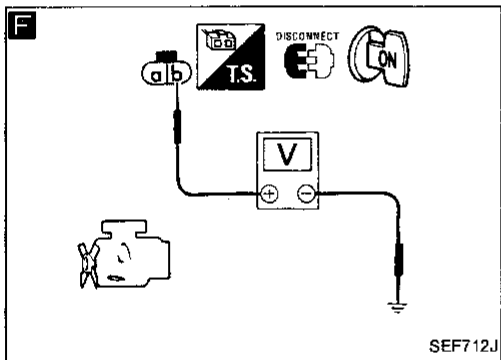 F
DISCONNECT
T.S.
ON
a b
V
+ −
SEF712J